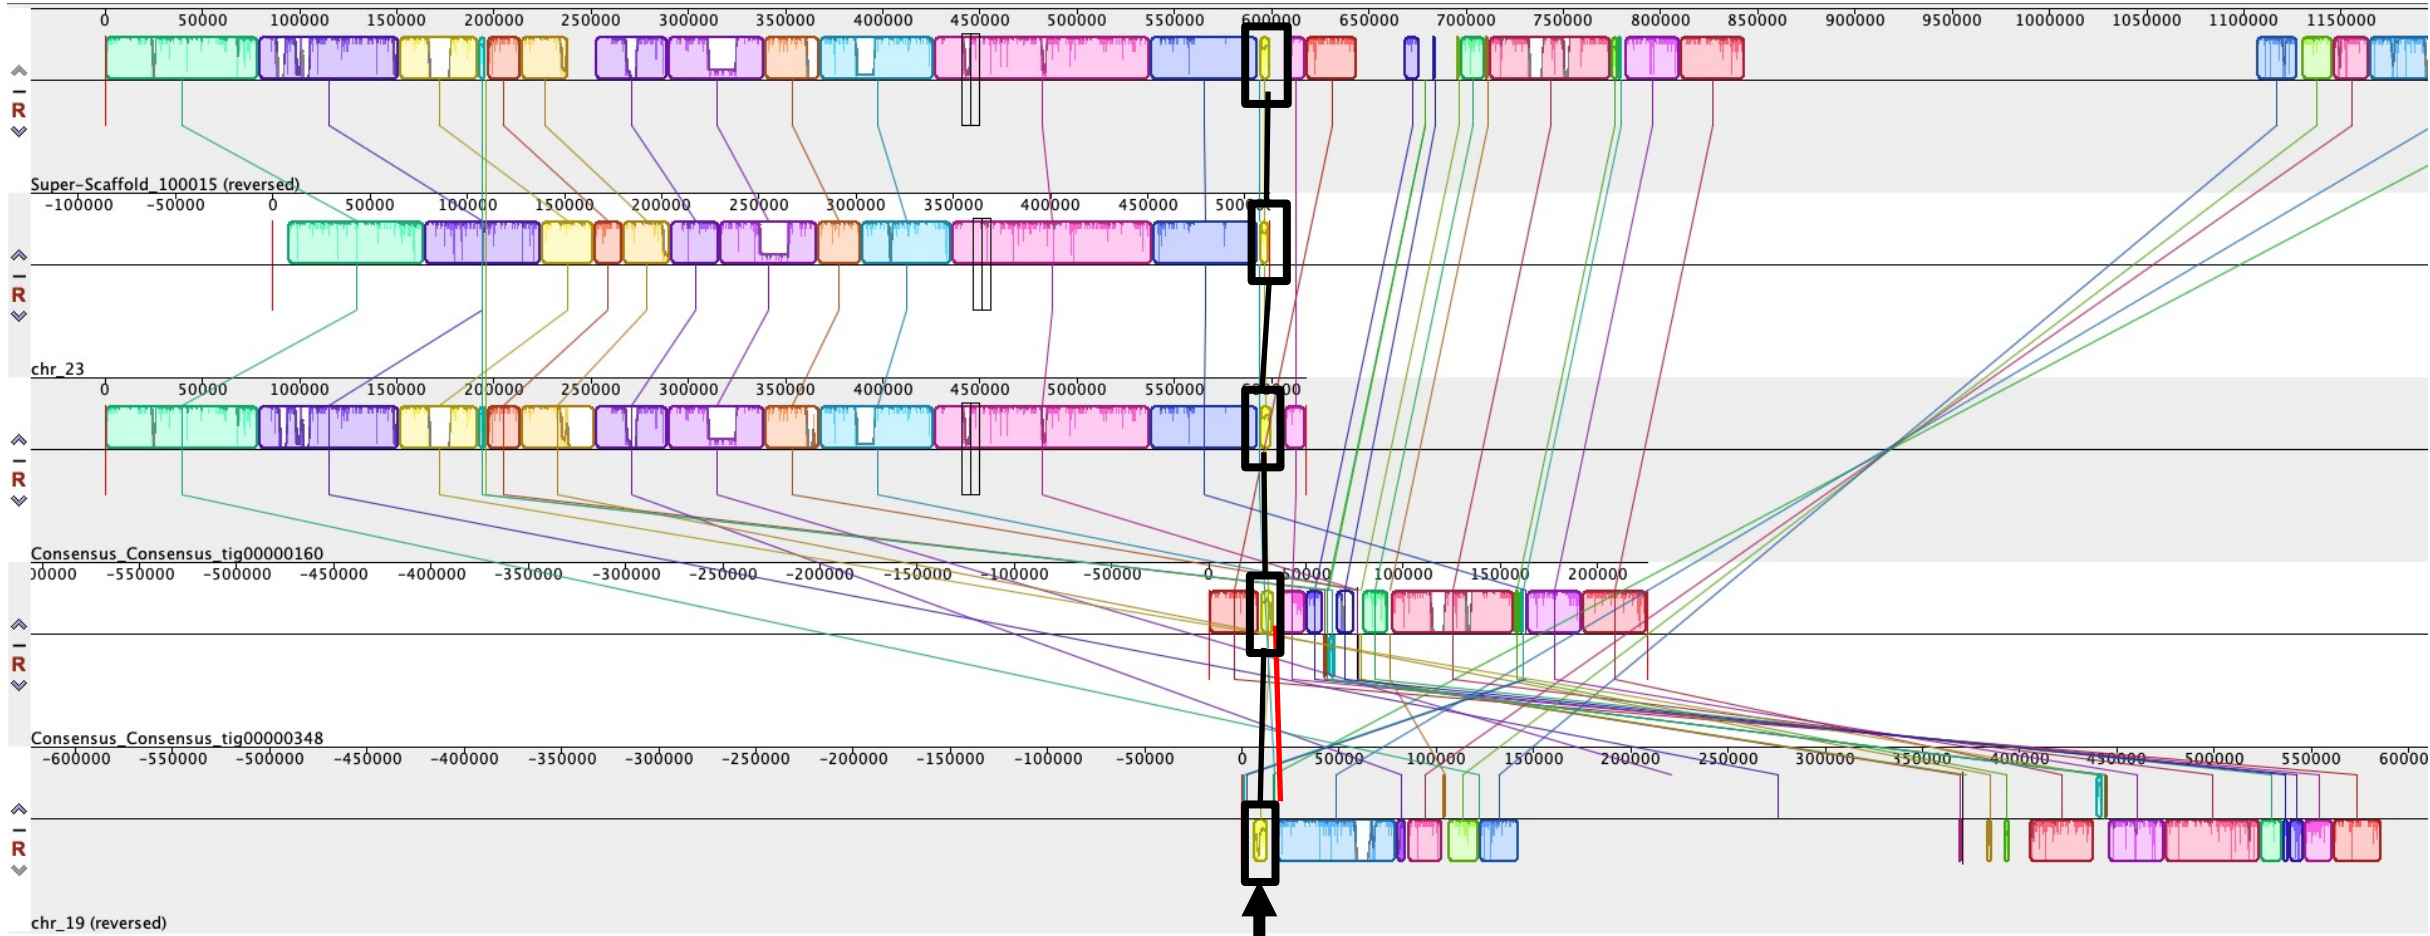 0 50000 100000 150000 200000 250000 300000 350000 400000 450000 500000 550000 600000 650000 700000 750000 800000 850000 900000 950000 1000000 1050000 1100000 1150000
R
Super-Scaffold_100015 (reversed)
-100000 -50000 0 50000 100000 150000 200000 250000 300000 350000 400000 450000
R
chr_23
0 50000 100000 150000 200000 250000 300000 350000 400000 450000 500000 550000
R
Consensus_Consensus_tig00000160
-550000 -500000 -450000 -400000 -350000 -300000 -250000 -200000 -150000 -100000 -50000 0 50000 100000 150000 200000
R
Consensus_Consensus_tig00000348
-600000 -550000 -500000 -450000 -400000 -350000 -300000 -250000 -200000 -150000 -100000 -50000 0 50000 100000 150000 200000 250000 300000 350000 400000 450000 500000 550000
R
chr_19 (reversed)